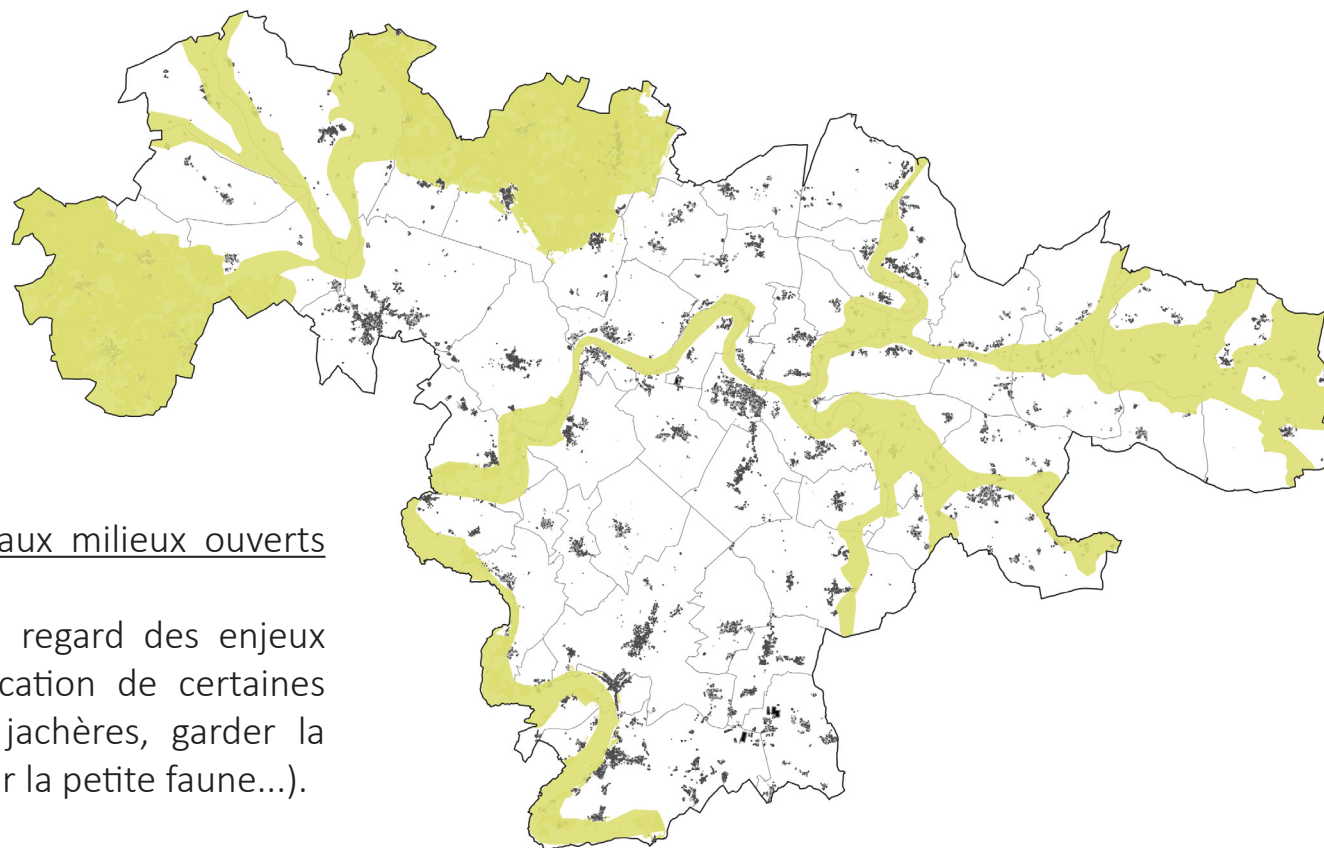 aux milieux ouverts
regard des enjeux
cation de certaines
jachères, garder la
r la petite faune...).